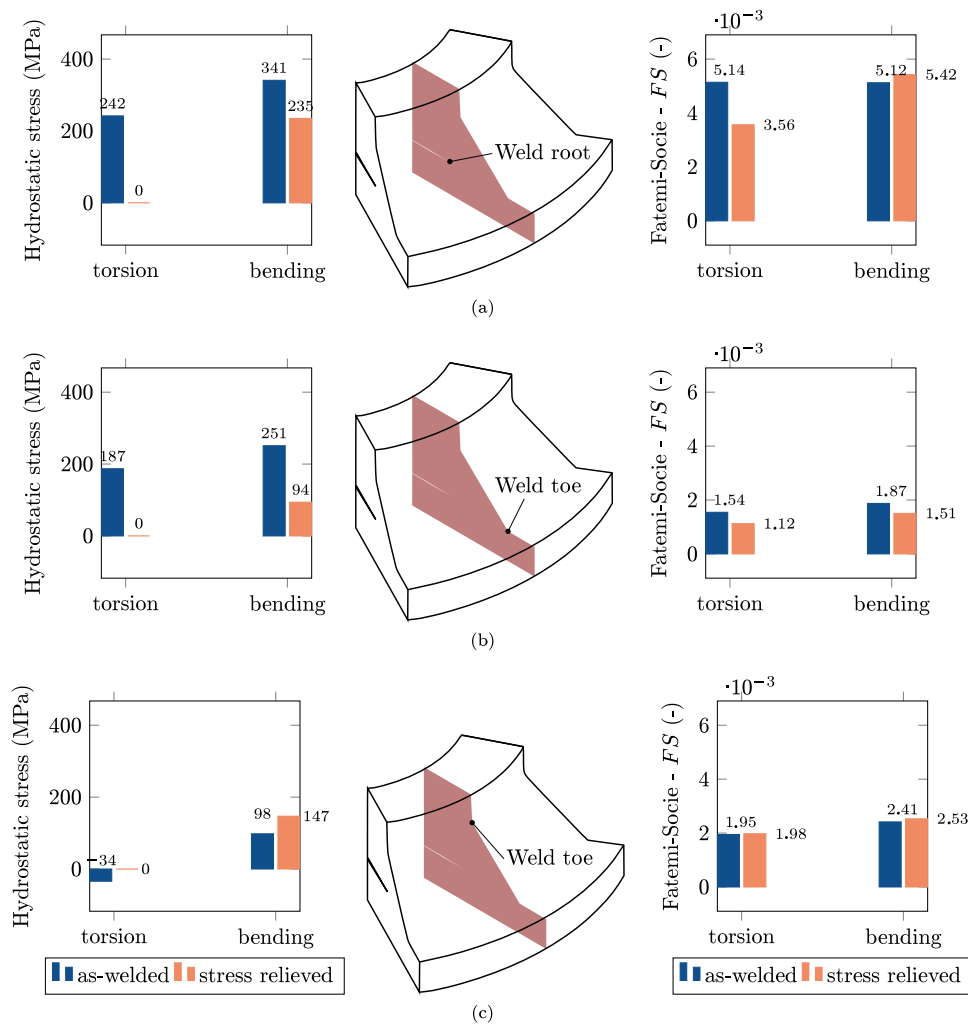 Hydrostatic stress (MPa)
400
200
0
242
0
341
235
torsion
bending
Weld root
·10−3
Fatemi-Socie - FS (-)
6
4
2
0
5.14
3.56
5.12
5.42
torsion
bending
(a)
Hydrostatic stress (MPa)
400
200
0
187
0
251
94
torsion
bending
Weld toe
·10−3
Fatemi-Socie - FS (-)
6
4
2
0
1.54
1.12
1.87
1.51
torsion
bending
(b)
Hydrostatic stress (MPa)
400
200
0
−34
0
98
147
torsion
bending
as-welded stress relieved
Weld toe
·10−3
Fatemi-Socie - FS (-)
6
4
2
0
1.95
1.98
2.41
2.53
torsion
bending
as-welded stress relieved
(c)